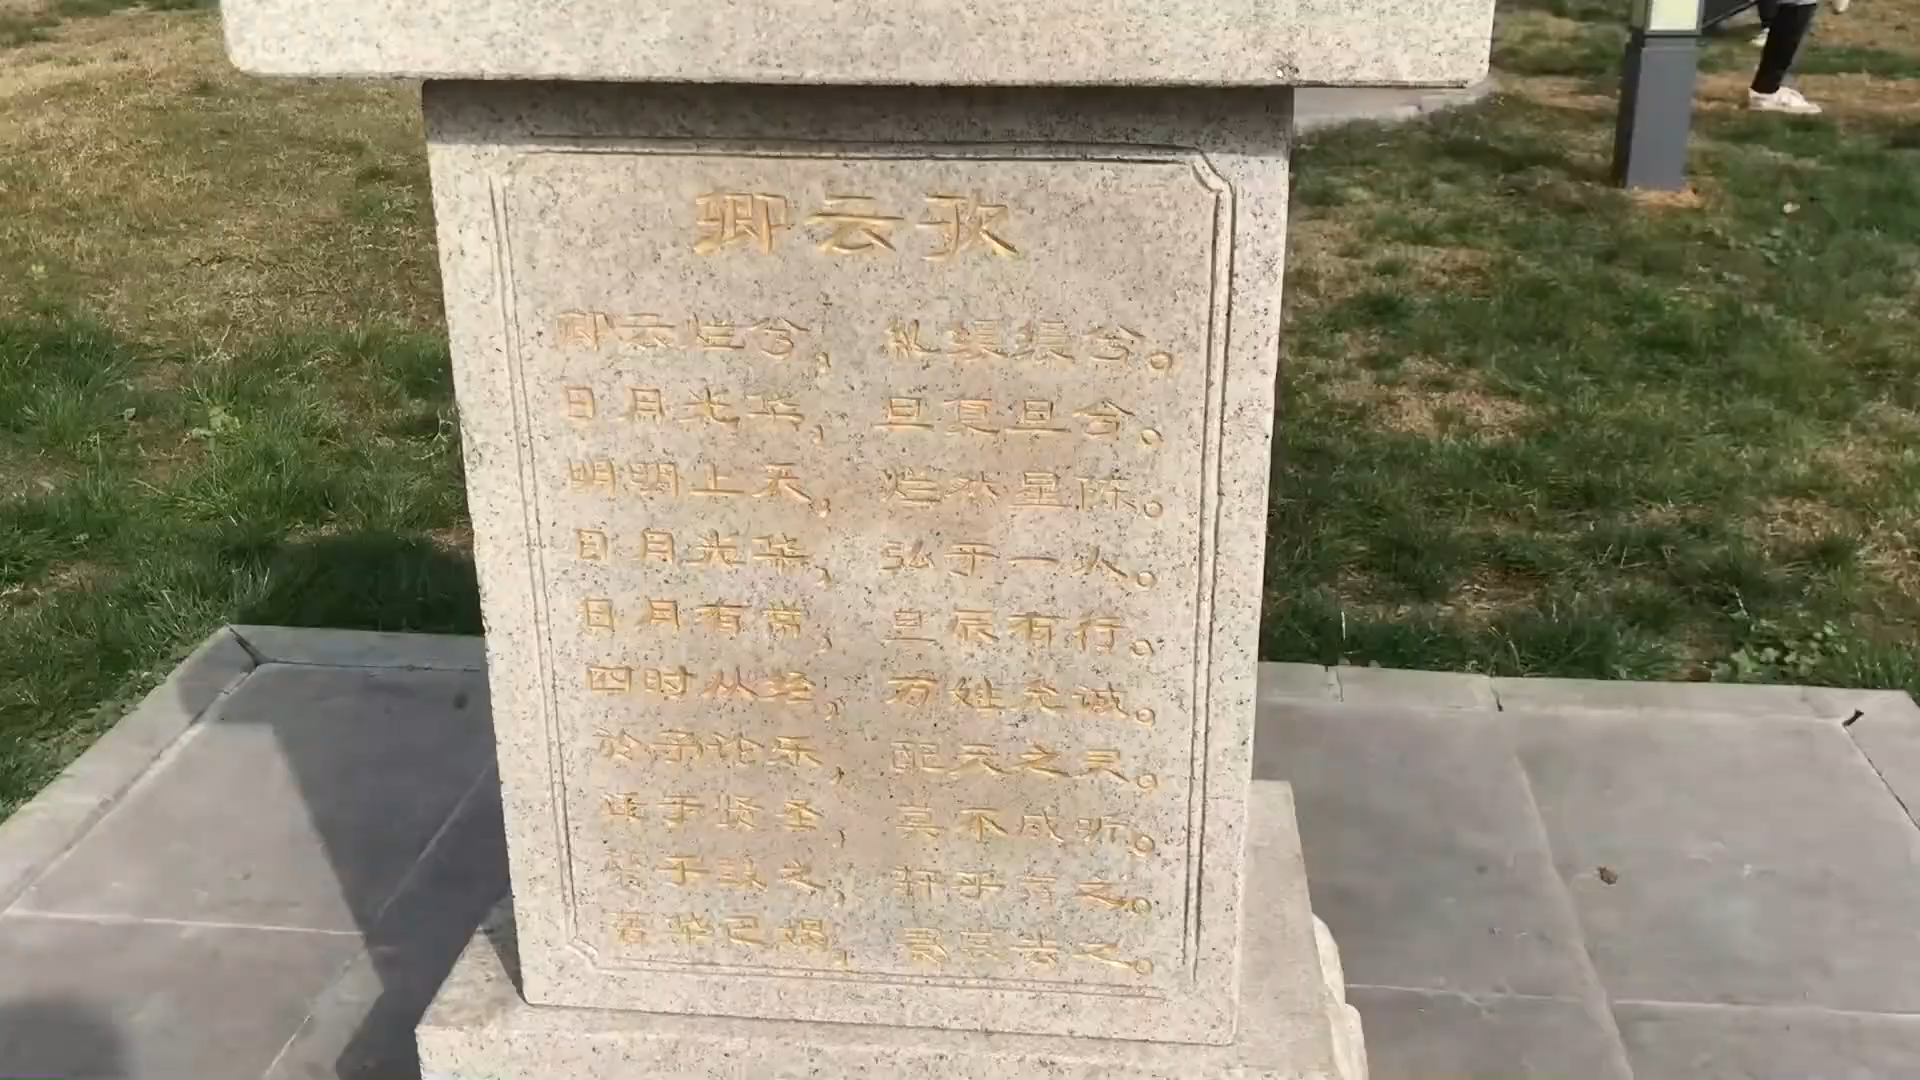 卿云歌
卿云烂兮，糺缦缦兮。
日月光华，旦复旦兮。
明明上天，烂然星陈。
日月光华，弘于一人。
日月有常，星辰有行。
四时从经，万姓允诚。
於予论乐，配天之灵。
迁于贤圣，莫不咸听。
鼚乎鼓之，轩乎舞之。
菁华已竭，褰裳去之。